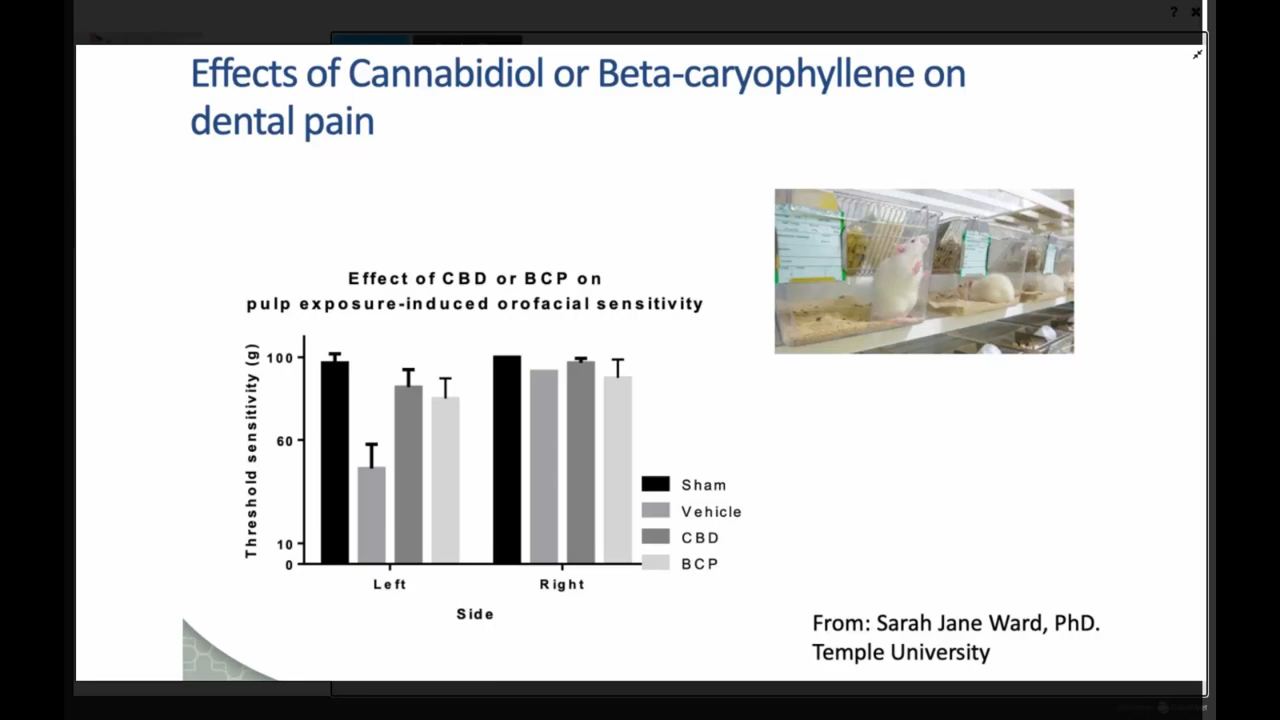 ? ×
Effects of Cannabidiol or Beta-caryophyllene on
dental pain
Effect of CBD or BCP on
pulp exposure-induced orofacial sensitivity
Threshold sensitivity (g)
100
60
10
0
Left
Right
Side
Sham
Vehicle
CBD
BCP
From: Sarah Jane Ward, PhD.
Temple University